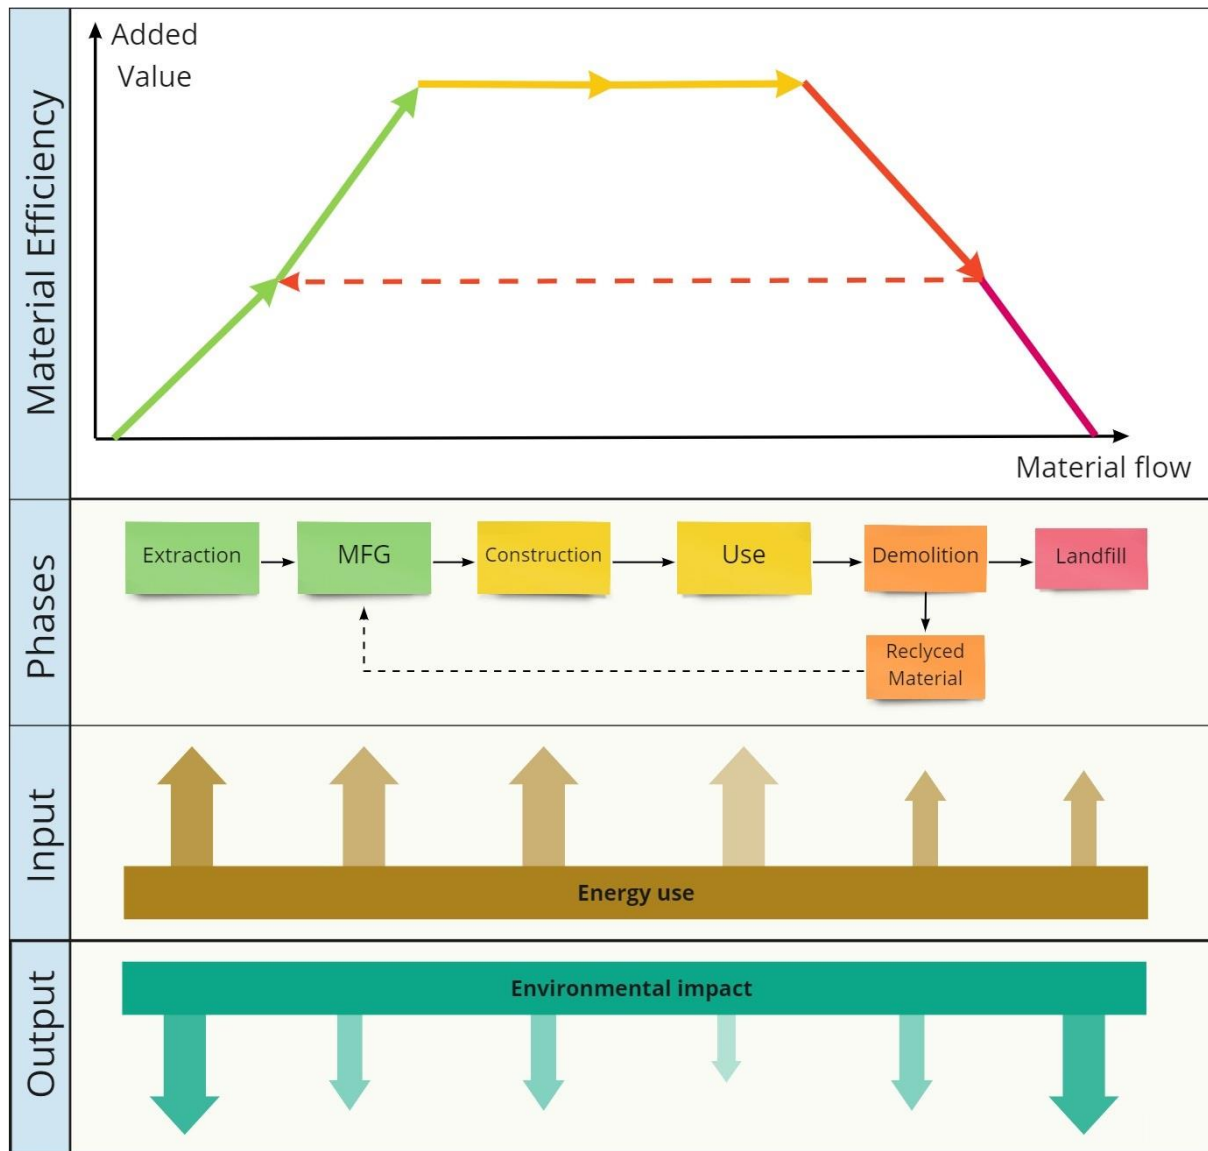 Material Efficiency
Added
Value
Material flow
Phases
Extraction
MFG
Construction
Use
Demolition
Landfill
Reclyced
Material
Input
Energy use
Output
Environmental impact